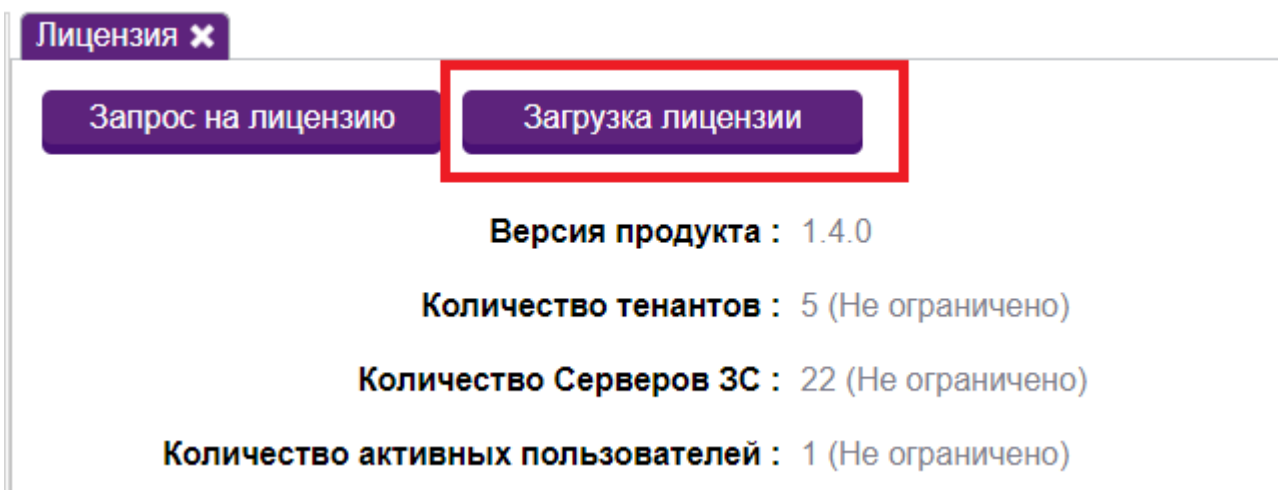 Лицензия
Запрос на лицензию Загрузка лицензии
Версия продукта : 1.4.0
Количество тенантов : 5 (Не ограничено)
Количество Серверов ЗС : 22 (Не ограничено)
Количество активных пользователей : 1 (Не ограничено)